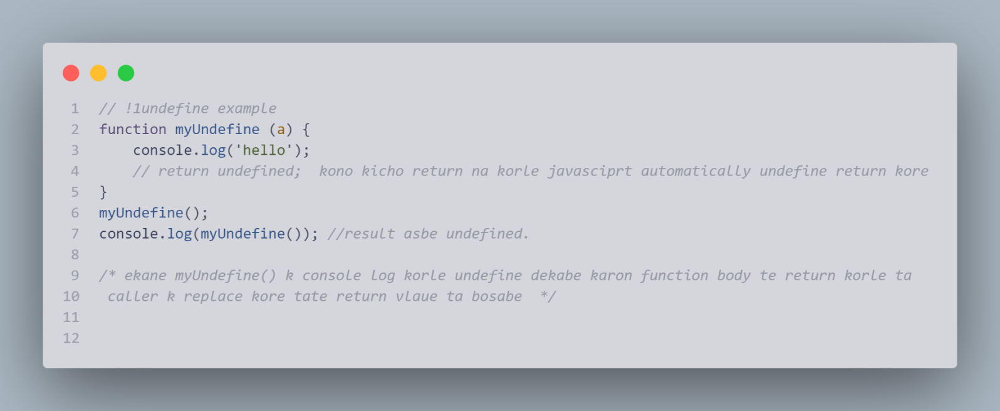 1 // !1undefine example
2 function myUndefine (a) {
3     console.log('hello');
4     // return undefined;  kono kicho return na korle javasciprt automatically undefine return kore
5 }
6 myUndefine();
7 console.log(myUndefine()); //result asbe undefined.
8
9 /* ekane myUndefine() k console log korle undefine dekabe karon function body te return korle ta
10  caller k replace kore tate return vlaue ta bosabe  */
11
12